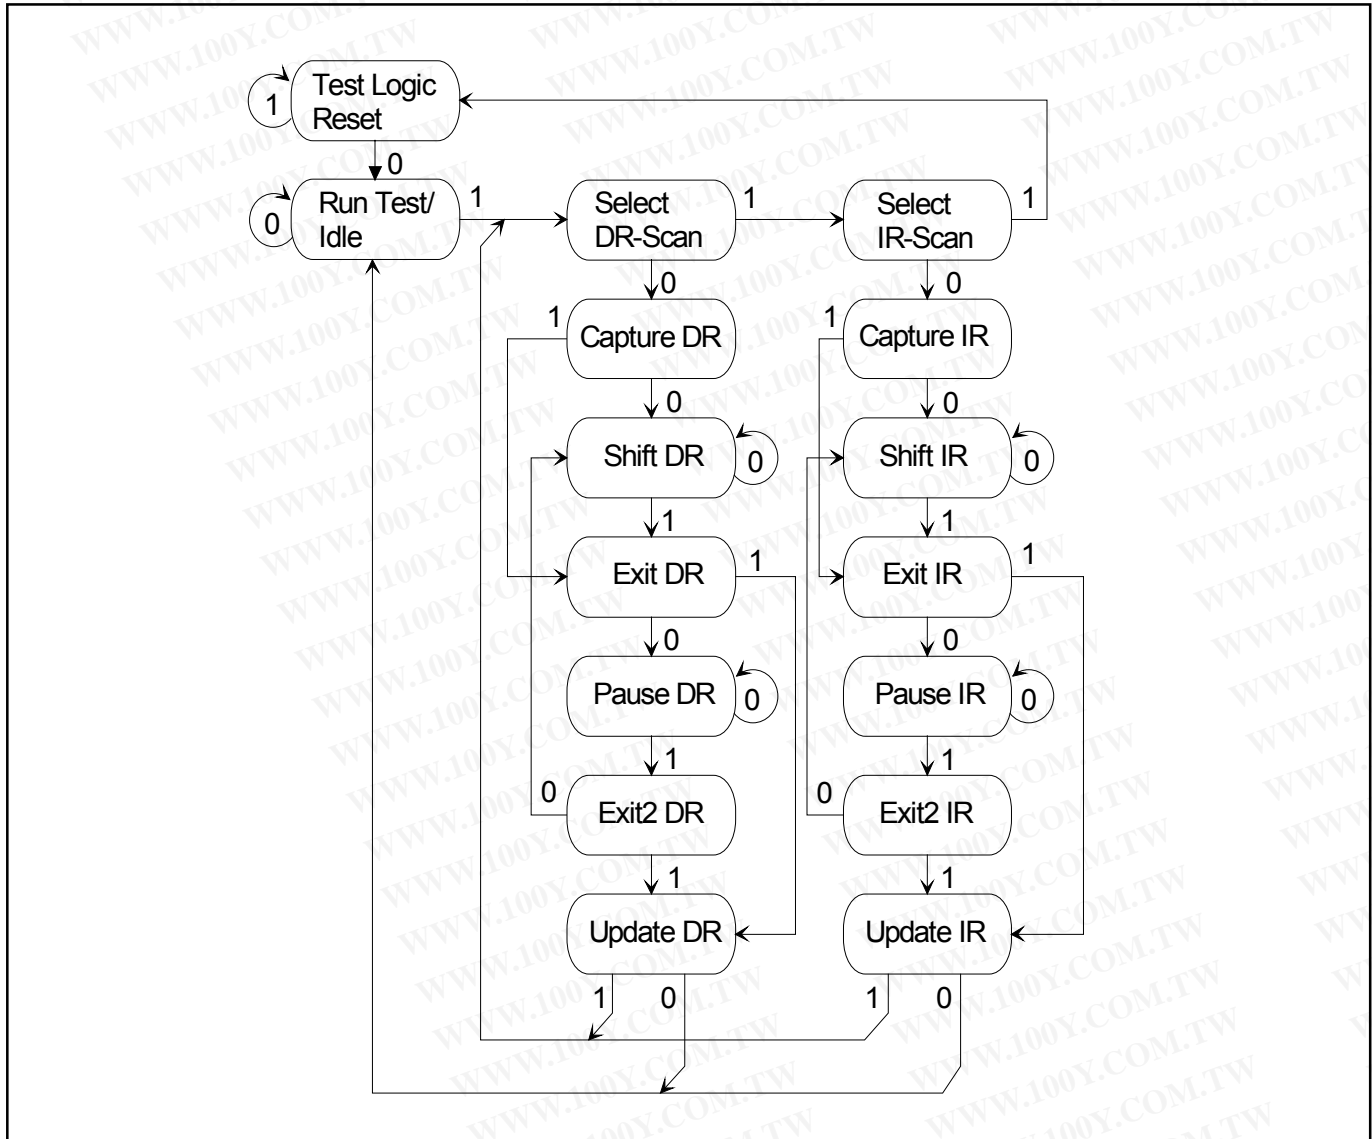 Test Logic
Reset
1
0
Run Test/
Idle
0
1
Select
DR-Scan
1
Select
IR-Scan
1
0
0
1
Capture DR
1
Capture IR
0
0
Shift DR
0
Shift IR
0
1
1
Exit DR
1
Exit IR
1
0
0
Pause DR
0
Pause IR
0
1
1
0
Exit2 DR
0
Exit2 IR
1
1
Update DR
Update IR
1
0
1
0
WWW.100Y.COM.TW